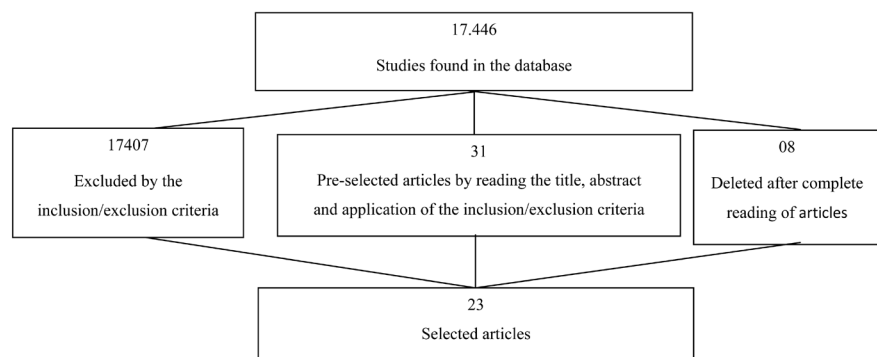 17.446
Studies found in the database
17407
Excluded by the
inclusion/exclusion criteria
31
Pre-selected articles by reading the title, abstract
and application of the inclusion/exclusion criteria
08
Deleted after complete
reading of articles
23
Selected articles